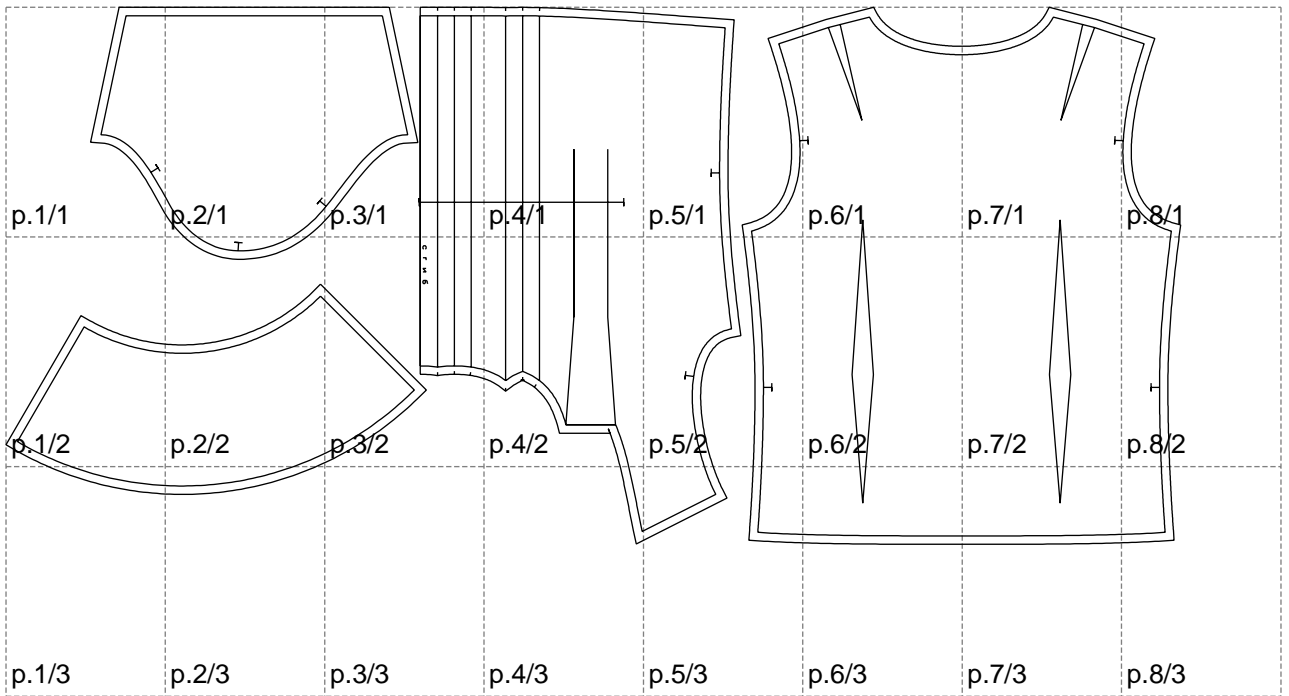 p.1/1 p.2/1 p.3/1 p.4/1 p.5/1 p.6/1 p.7/1 p.8/1
сгиб
p.1/2 p.2/2 p.3/2 p.4/2 p.5/2 p.6/2 p.7/2 p.8/2
p.1/3 p.2/3 p.3/3 p.4/3 p.5/3 p.6/3 p.7/3 p.8/3